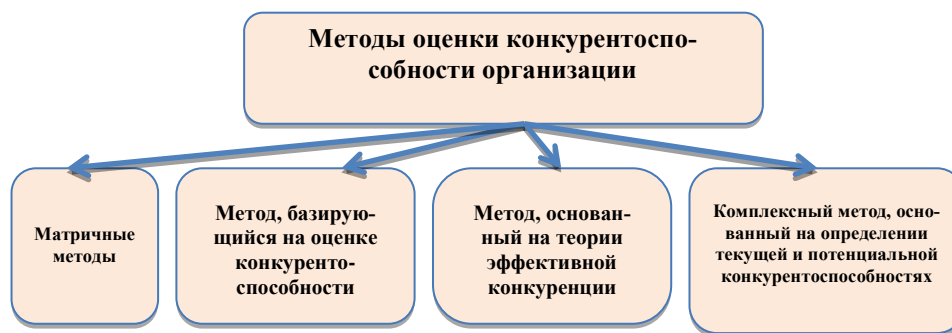 Методы оценки конкурентоспо-
собности организации
Матричные
методы
Метод, базирую-
щийся на оценке
конкуренто-
способности
Метод, основан-
ный на теории
эффективной
конкуренции
Комплексный метод, осно-
ванный на определении
текущей и потенциальной
конкурентоспособностях